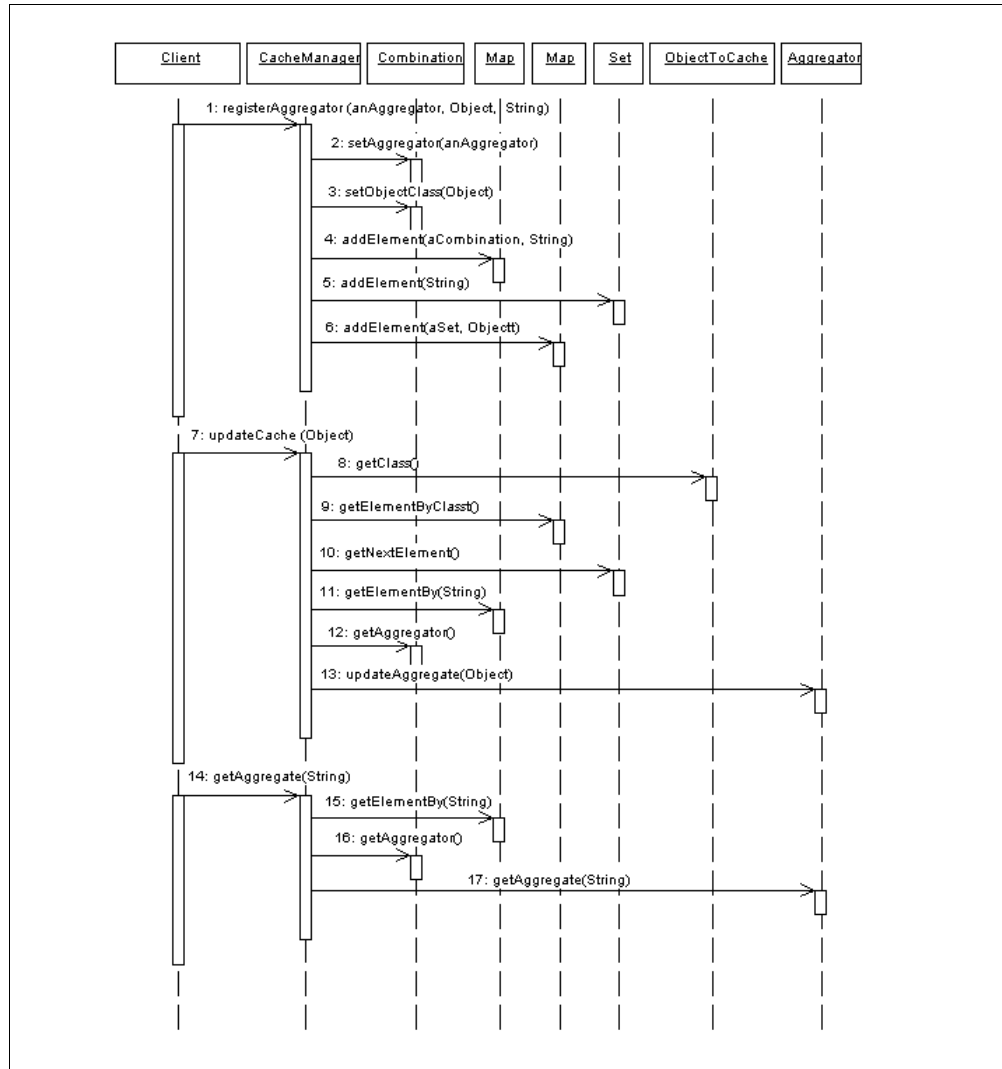 Client CacheManager Combination Map Map Set ObjectToCache Aggregator
1: registerAggregator (anAggregator, Object, String)
2: setAggregator(anAggregator)
3: setObjectClass(Object)
4: addElement(aCombination, String)
5: addElement(String)
6: addElement(aSet, Objectt)
7: updateCache (Object)
8: getClass()
9: getElementByClasst()
10: getNextElement()
11: getElementBy(String)
12: getAggregator()
13: updateAggregate(Object)
14: getAggregate(String)
15: getElementBy(String)
16: getAggregator()
17: getAggregate(String)